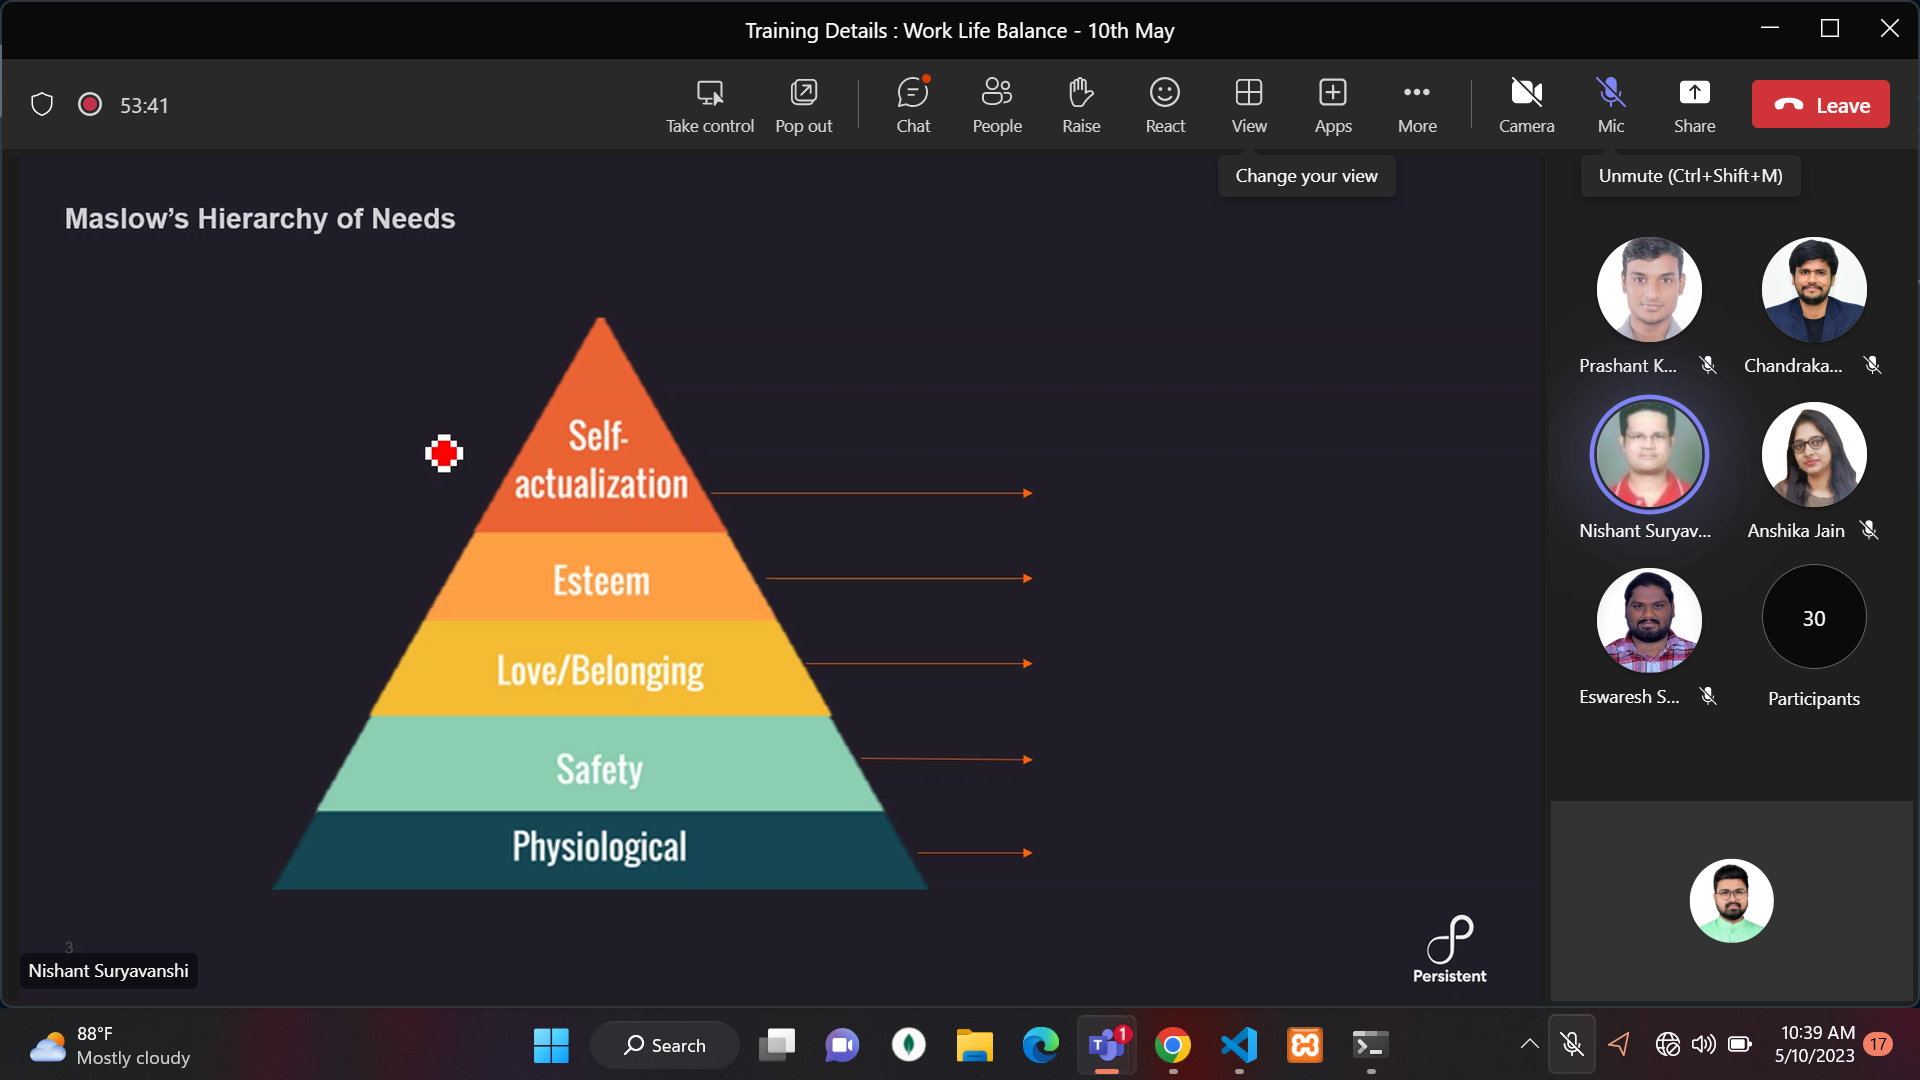 Training Details : Work Life Balance - 10th May
53:41
Take control
Pop out
Chat
People
Raise
React
View
Apps
More
Camera
Mic
Share
Leave
Change your view
Unmute (Ctrl+Shift+M)
Maslow’s Hierarchy of Needs
Self-
actualization
Esteem
Love/Belonging
Safety
Physiological
3
Nishant Suryavanshi
Persistent
Prashant K...
Chandraka...
Nishant Suryav...
Anshika Jain
Eswaresh S...
30
Participants
88°F
Mostly cloudy
Search
T
1
10:39 AM
5/10/2023
17